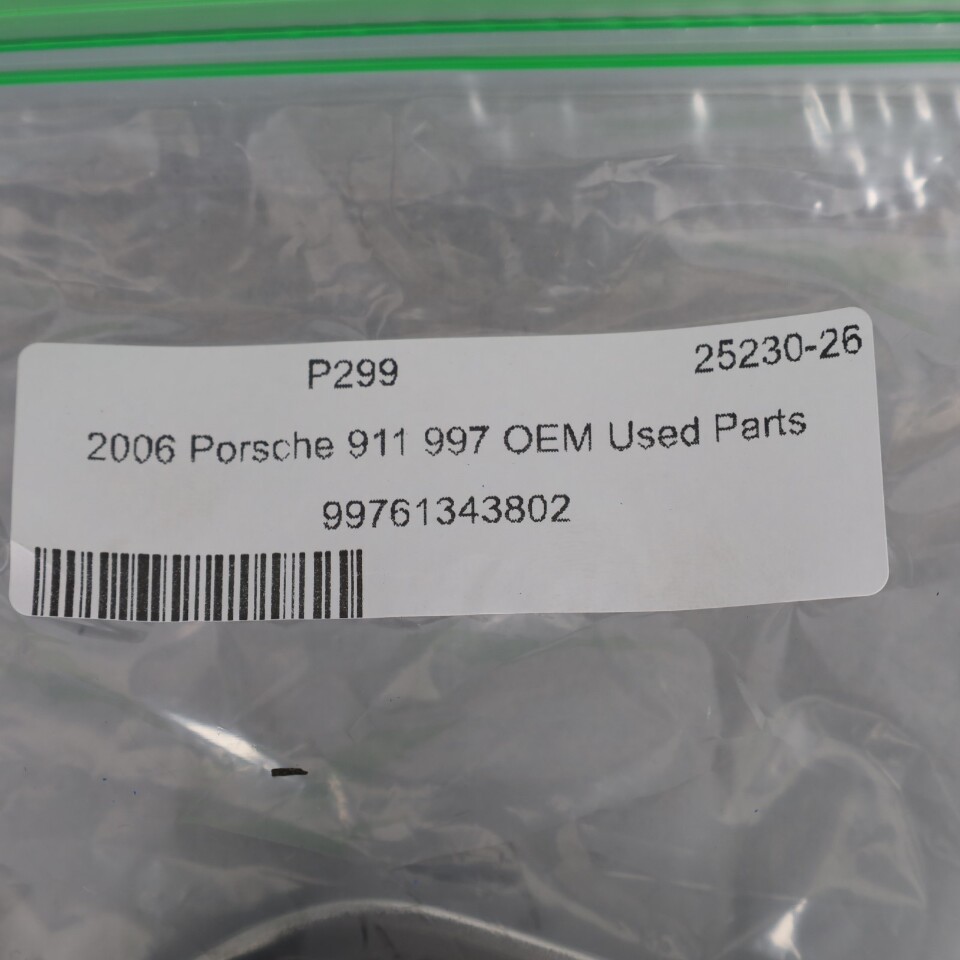 P299 25230-26
2006 Porsche 911 997 OEM Used Parts
99761343802